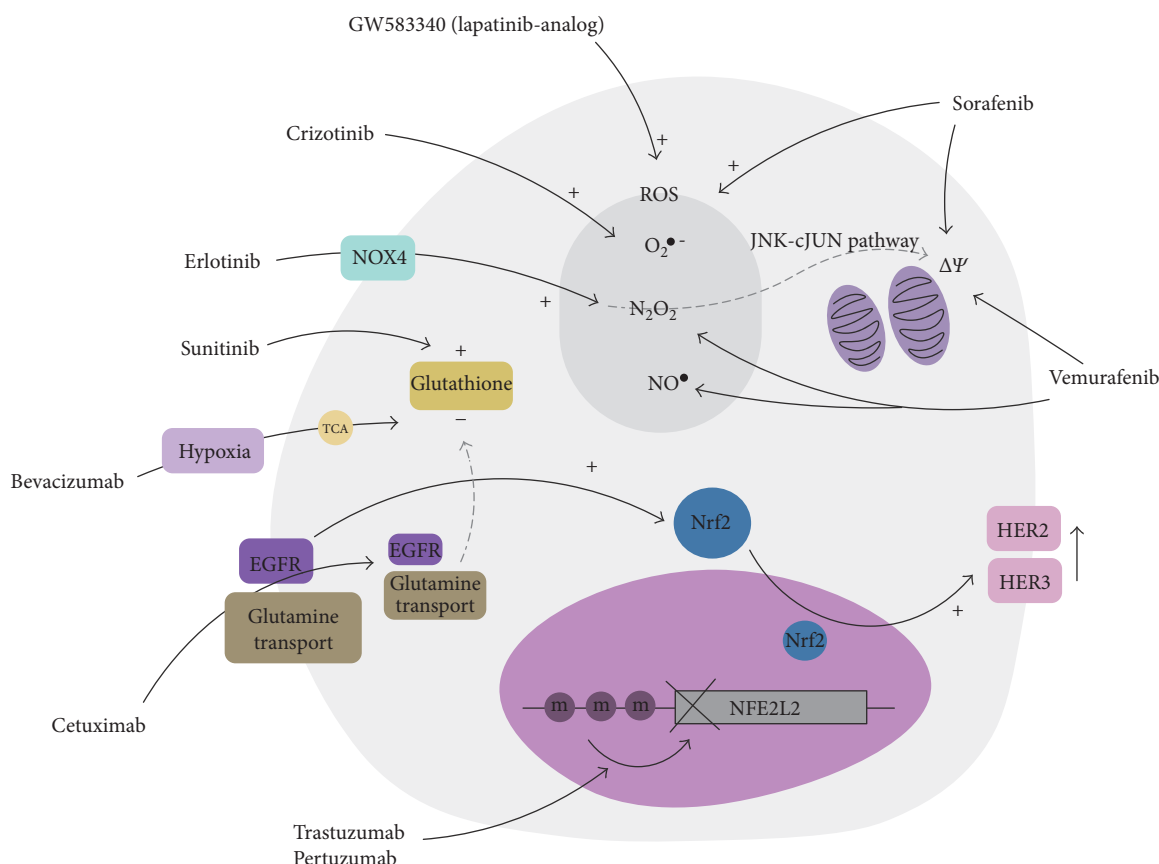 GW583340 (lapatinib-analog)
Sorafenib
Crizotinib
+
+
+
ROS
O₂•-
JNK-cJUN pathway
Erlotinib
NOX4
ΔΨ
+
N₂O₂
Sunitinib
+
Glutathione
−
NO•
Vemurafenib
TCA
Hypoxia
Bevacizumab
+
Nrf2
HER2
EGFR
EGFR
HER3
Glutamine
transport
Glutamine
transport
+
Nrf2
m m m
NFE2L2
Cetuximab
Trastuzumab
Pertuzumab